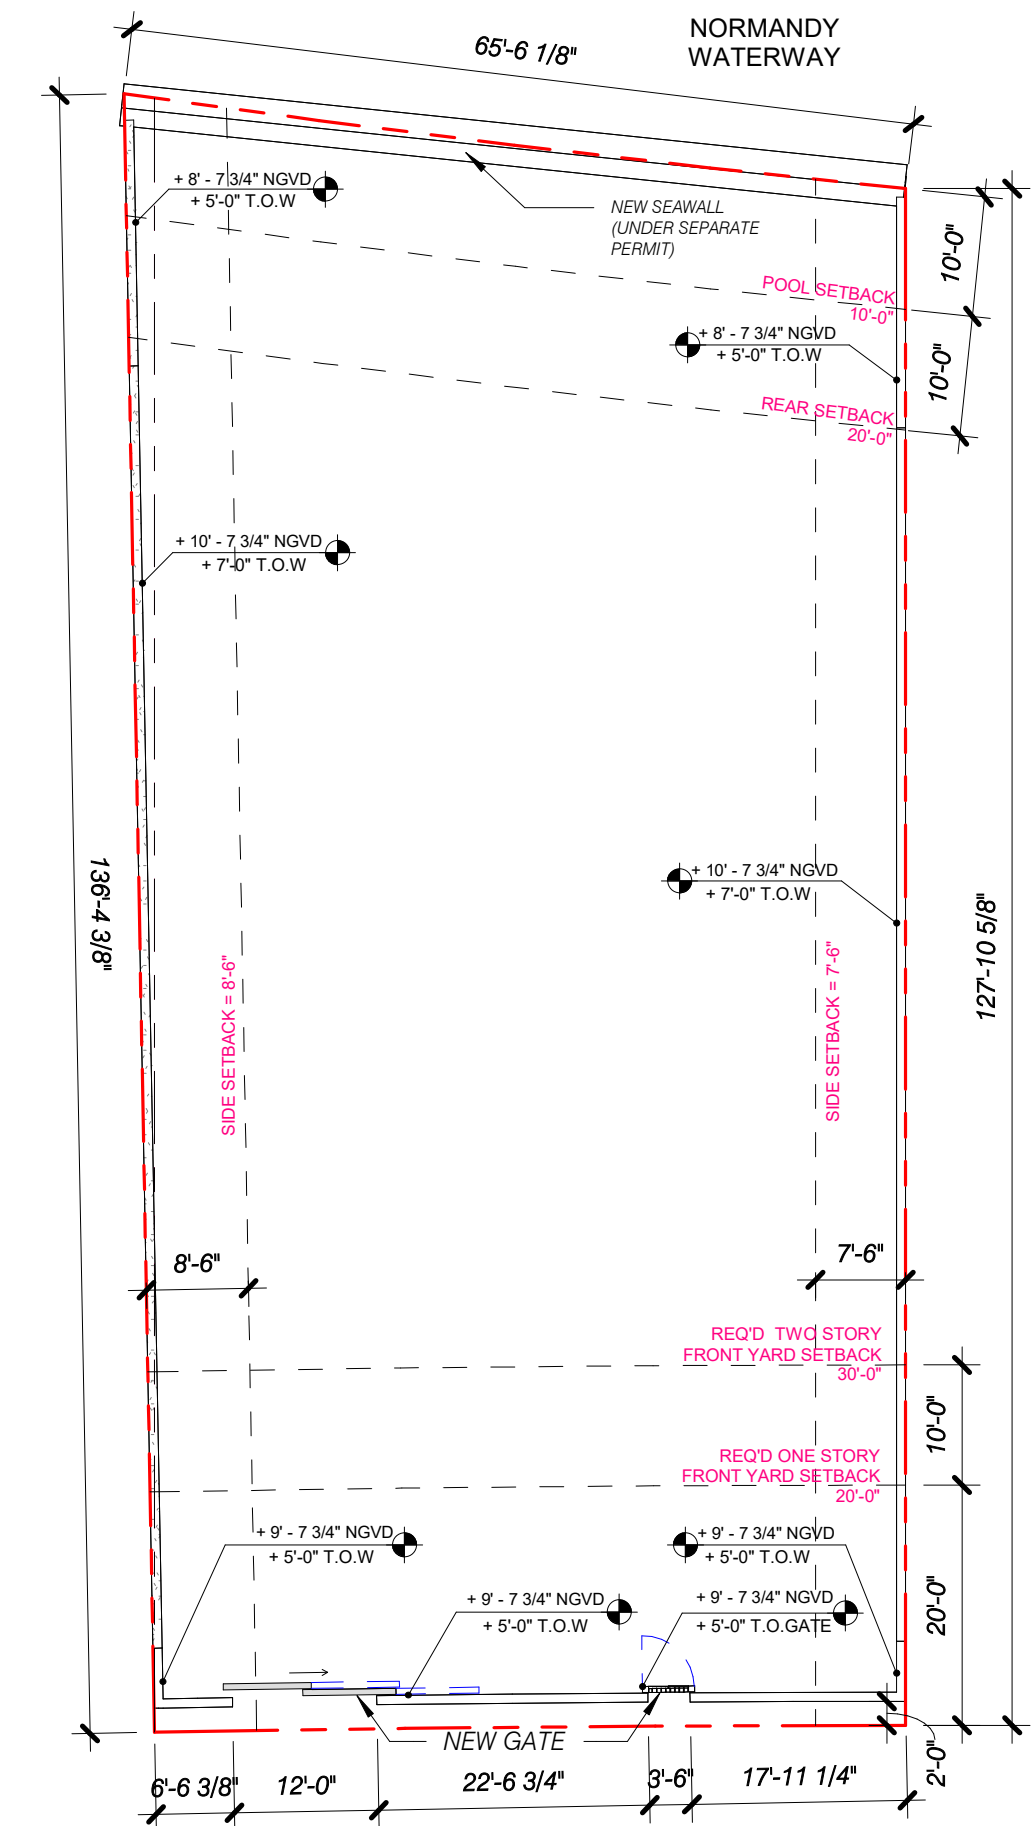 NORMANDY
WATERWAY
65'-6 1/8"
+ 8' - 7 3/4" NGVD
+ 5'-0" T.O.W
NEW SEAWALL
(UNDER SEPARATE
PERMIT)
10'-0"
POOL SETBACK
10'-0"
+ 8' - 7 3/4" NGVD
+ 5'-0" T.O.W
10'-0"
REAR SETBACK
20'-0"
+ 10' - 7 3/4" NGVD
+ 7'-0" T.O.W
+ 10' - 7 3/4" NGVD
+ 7'-0" T.O.W
136'-4 3/8"
127'-10 5/8"
SIDE SETBACK = 8'-6"
SIDE SETBACK = 7'-6"
8'-6"
7'-6"
REQ'D TWO STORY
FRONT YARD SETBACK
30'-0"
10'-0"
REQ'D ONE STORY
FRONT YARD SETBACK
20'-0"
+ 9' - 7 3/4" NGVD
+ 5'-0" T.O.W
+ 9' - 7 3/4" NGVD
+ 5'-0" T.O.W
20'-0"
+ 9' - 7 3/4" NGVD
+ 5'-0" T.O.W
+ 9' - 7 3/4" NGVD
+ 5'-0" T.O.GATE
NEW GATE
2'-0"
6'-6 3/8"
12'-0"
22'-6 3/4"
3'-6"
17'-11 1/4"